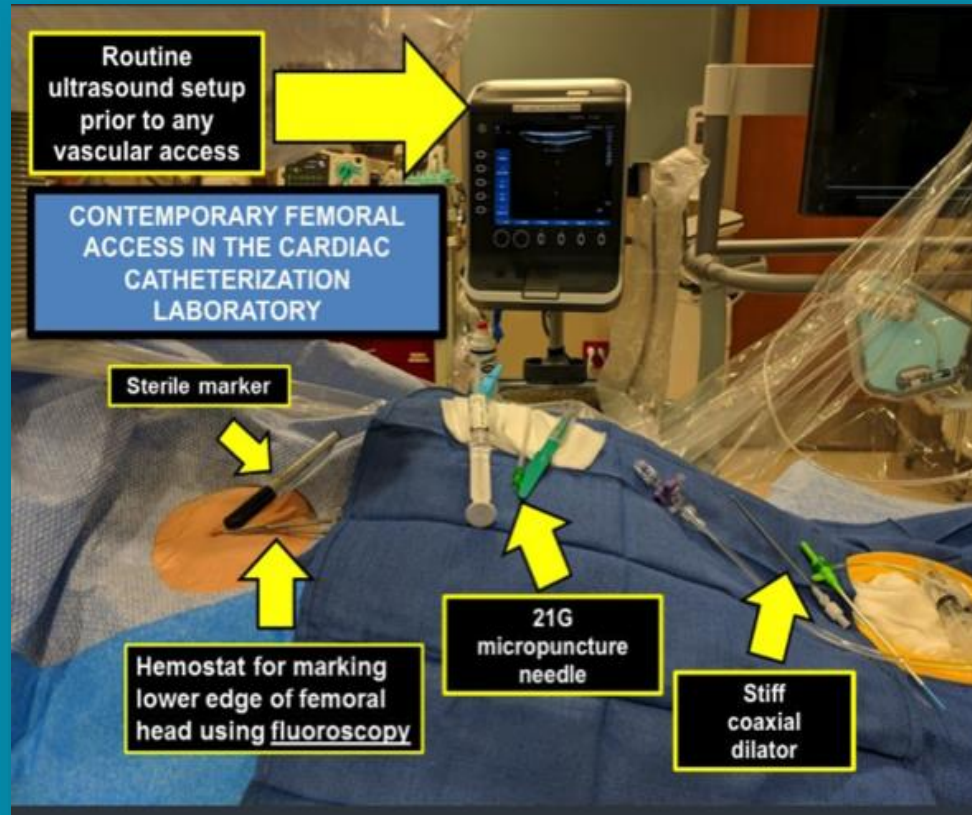 Routine
ultrasound setup
prior to any
vascular access
CONTEMPORARY FEMORAL
ACCESS IN THE CARDIAC
CATHETERIZATION
LABORATORY
Sterile marker
Hemostat for marking
lower edge of femoral
head using fluoroscopy
21G
micropuncture
needle
Stiff
coaxial
dilator